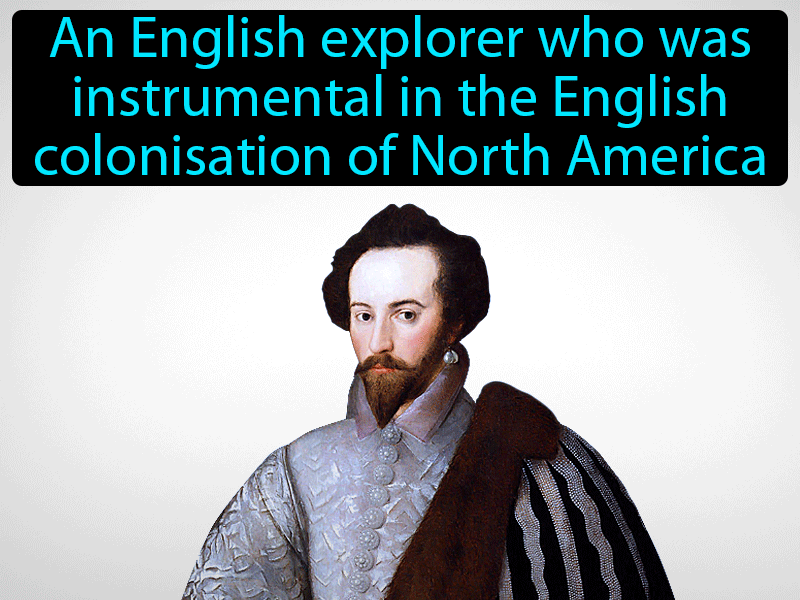 An English explorer who was
instrumental in the English
colonisation of North America